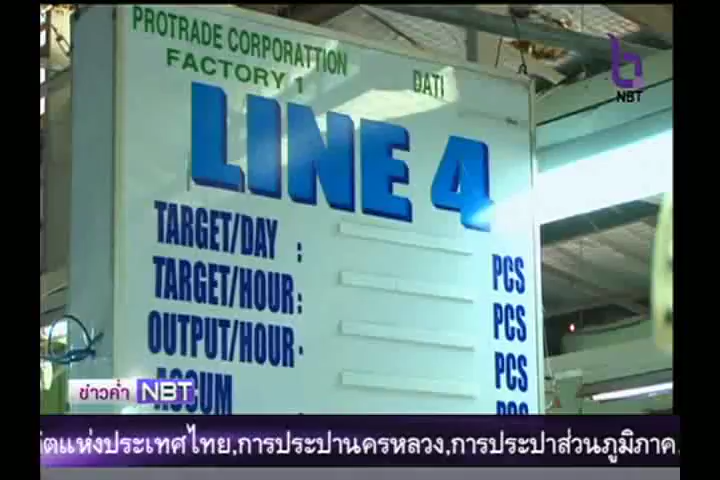 PROTRADE CORPORATTION
FACTORY 1
DATI
NBT
LINE 4
TARGET/DAY :
PCS
TARGET/HOUR :
PCS
OUTPUT/HOUR .
PCS
ACCUM
PCS
ข่าวค่ำ NBT
แห่งประเทศไทย,การประปานครหลวง,การประปาส่วนภูมิภาค,